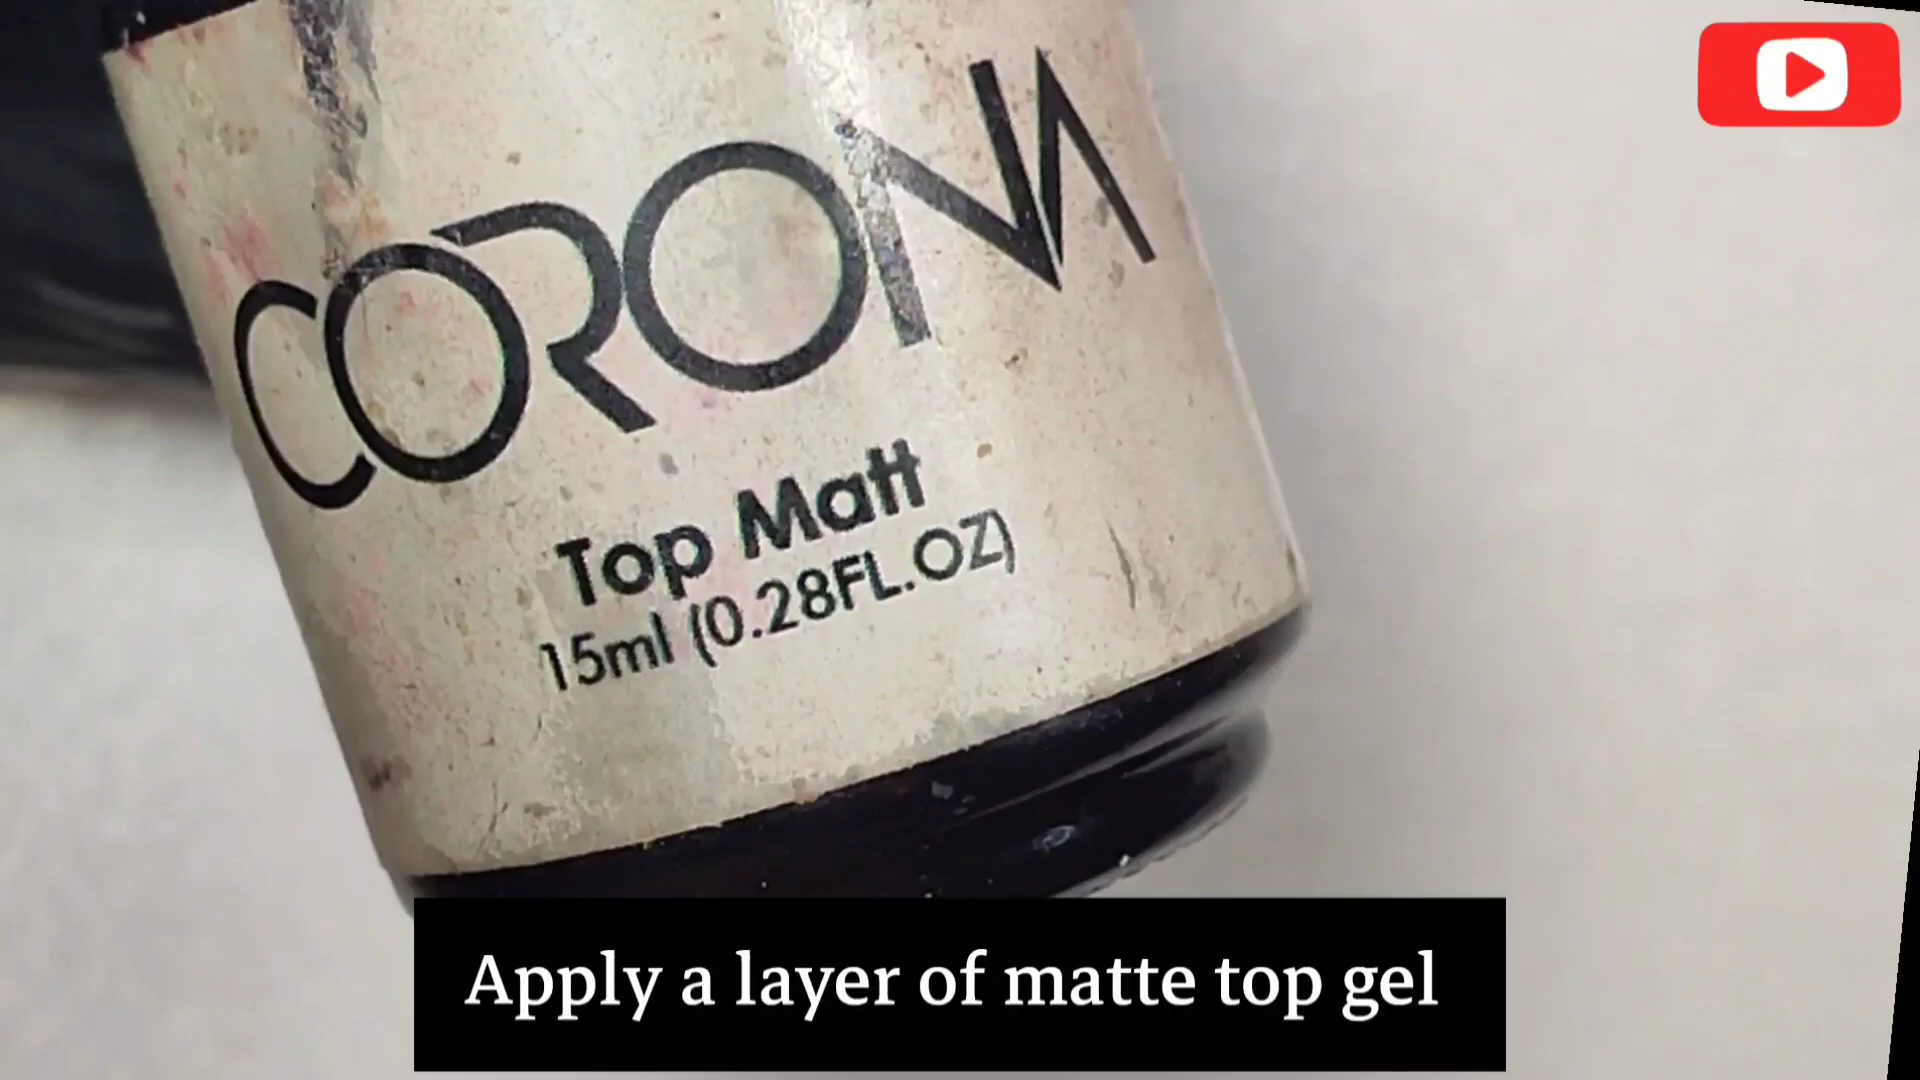 CORONA
Top Matt
15ml (0.28FL.OZ)
Apply a layer of matte top gel